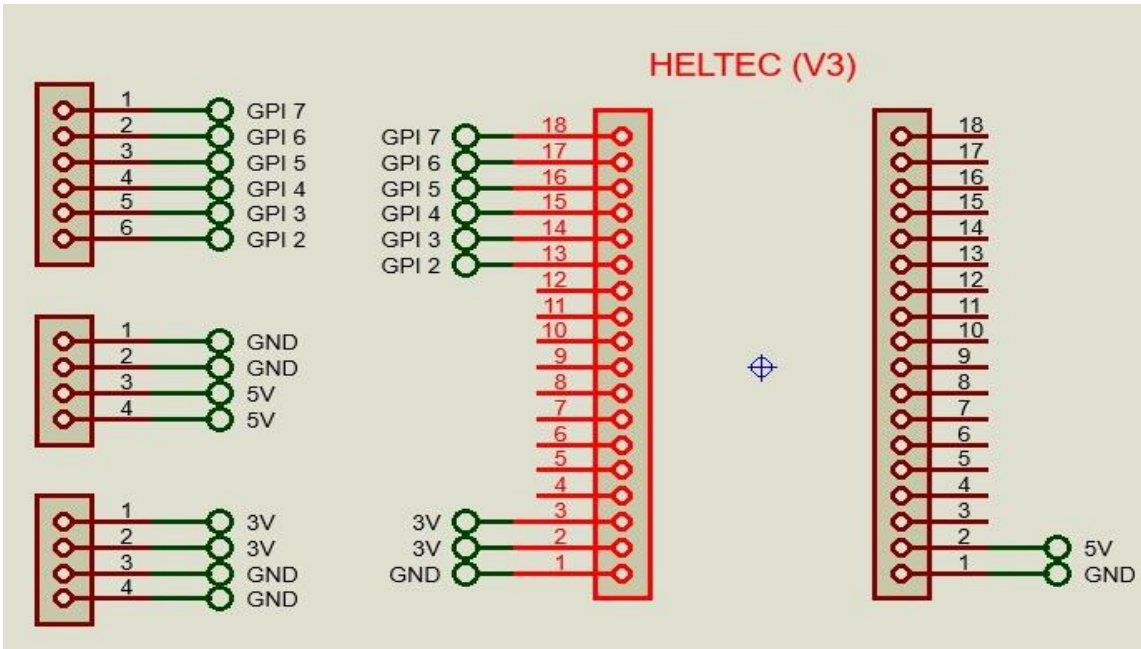 HELTEC (V3)
1 GPI 7
2 GPI 6
3 GPI 5
4 GPI 4
5 GPI 3
6 GPI 2
1 GND
2 GND
3 5V
4 5V
1 3V
2 3V
3 GND
4 GND
GPI 7 18
GPI 6 17
GPI 5 16
GPI 4 15
GPI 3 14
GPI 2 13
12
11
10
9
8
7
6
5
4
3V 3
3V 2
GND 1
18
17
16
15
14
13
12
11
10
9
8
7
6
5
4
3
2 5V
1 GND